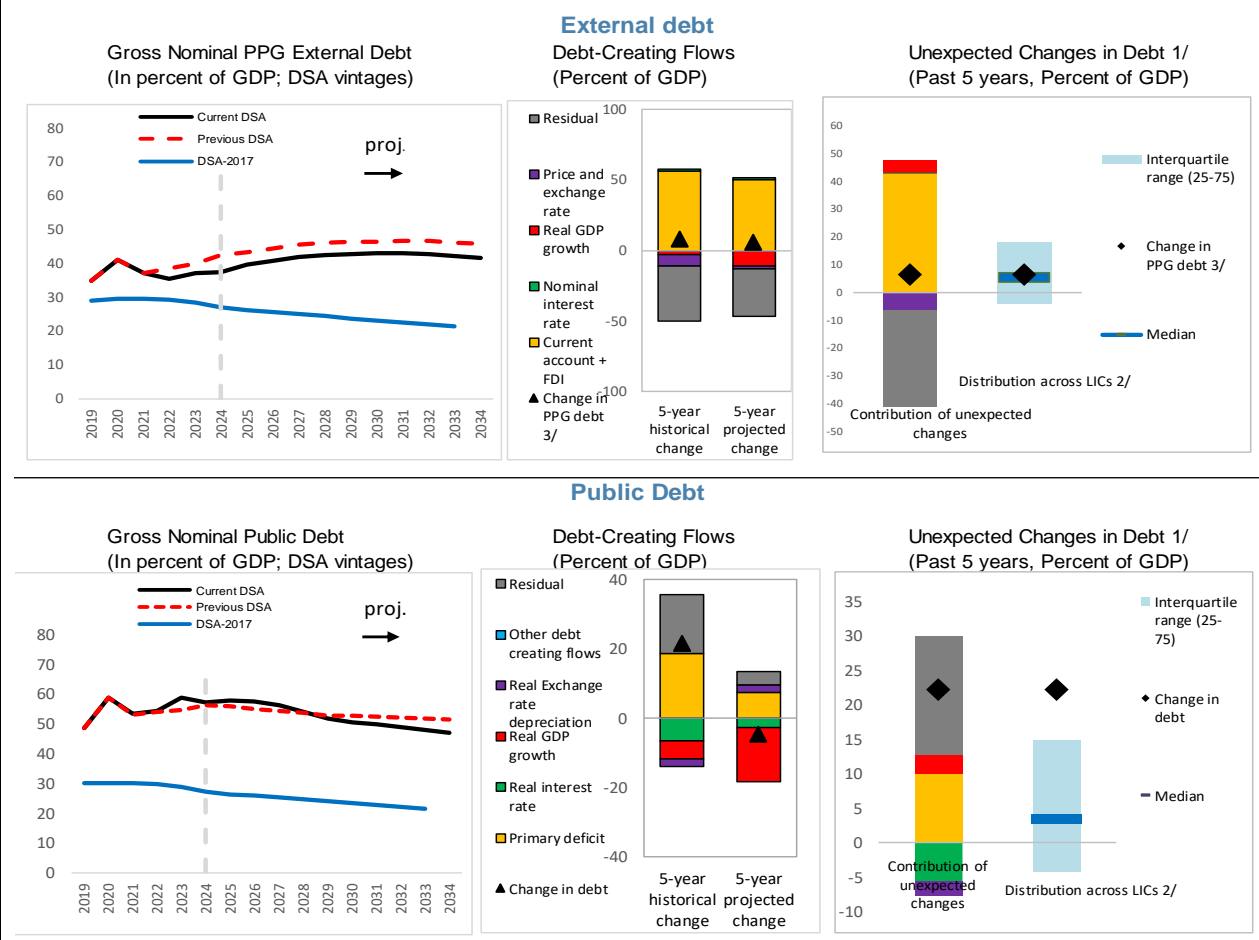 External debt
Gross Nominal PPG External Debt
(In percent of GDP; DSA vintages)
Current DSA
Previous DSA
DSA-2017
proj.
80
70
60
50
40
30
20
10
0
2019 2020 2021 2022 2023 2024 2025 2026 2027 2028 2029 2030 2031 2032 2033 2034
Debt-Creating Flows
(Percent of GDP)
Residual
Price and
exchange
rate
Real GDP
growth
Nominal
interest
rate
Current
account +
FDI
Change in
PPG debt
3/
100
50
0
-50
-100
5-year
historical
change
5-year
projected
change
Unexpected Changes in Debt 1/
(Past 5 years, Percent of GDP)
60
50
40
30
20
10
0
-10
-20
-30
-40
-50
Interquartile
range (25-75)
Change in
PPG debt 3/
Median
Distribution across LICs 2/
Contribution of unexpected
changes
Public Debt
Gross Nominal Public Debt
(In percent of GDP; DSA vintages)
Current DSA
Previous DSA
DSA-2017
proj.
80
70
60
50
40
30
20
10
0
2019 2020 2021 2022 2023 2024 2025 2026 2027 2028 2029 2030 2031 2032 2033 2034
Debt-Creating Flows
(Percent of GDP)
Residual
Other debt
creating flows
Real Exchange
rate
depreciation
Real GDP
growth
Real interest
rate
Primary deficit
Change in debt
40
20
0
-20
-40
5-year
historical
change
5-year
projected
change
Unexpected Changes in Debt 1/
(Past 5 years, Percent of GDP)
35
30
25
20
15
10
5
0
-5
-10
Interquartile
range (25-
75)
Change in
debt
Median
Contribution of
unexpected
changes
Distribution across LICs 2/